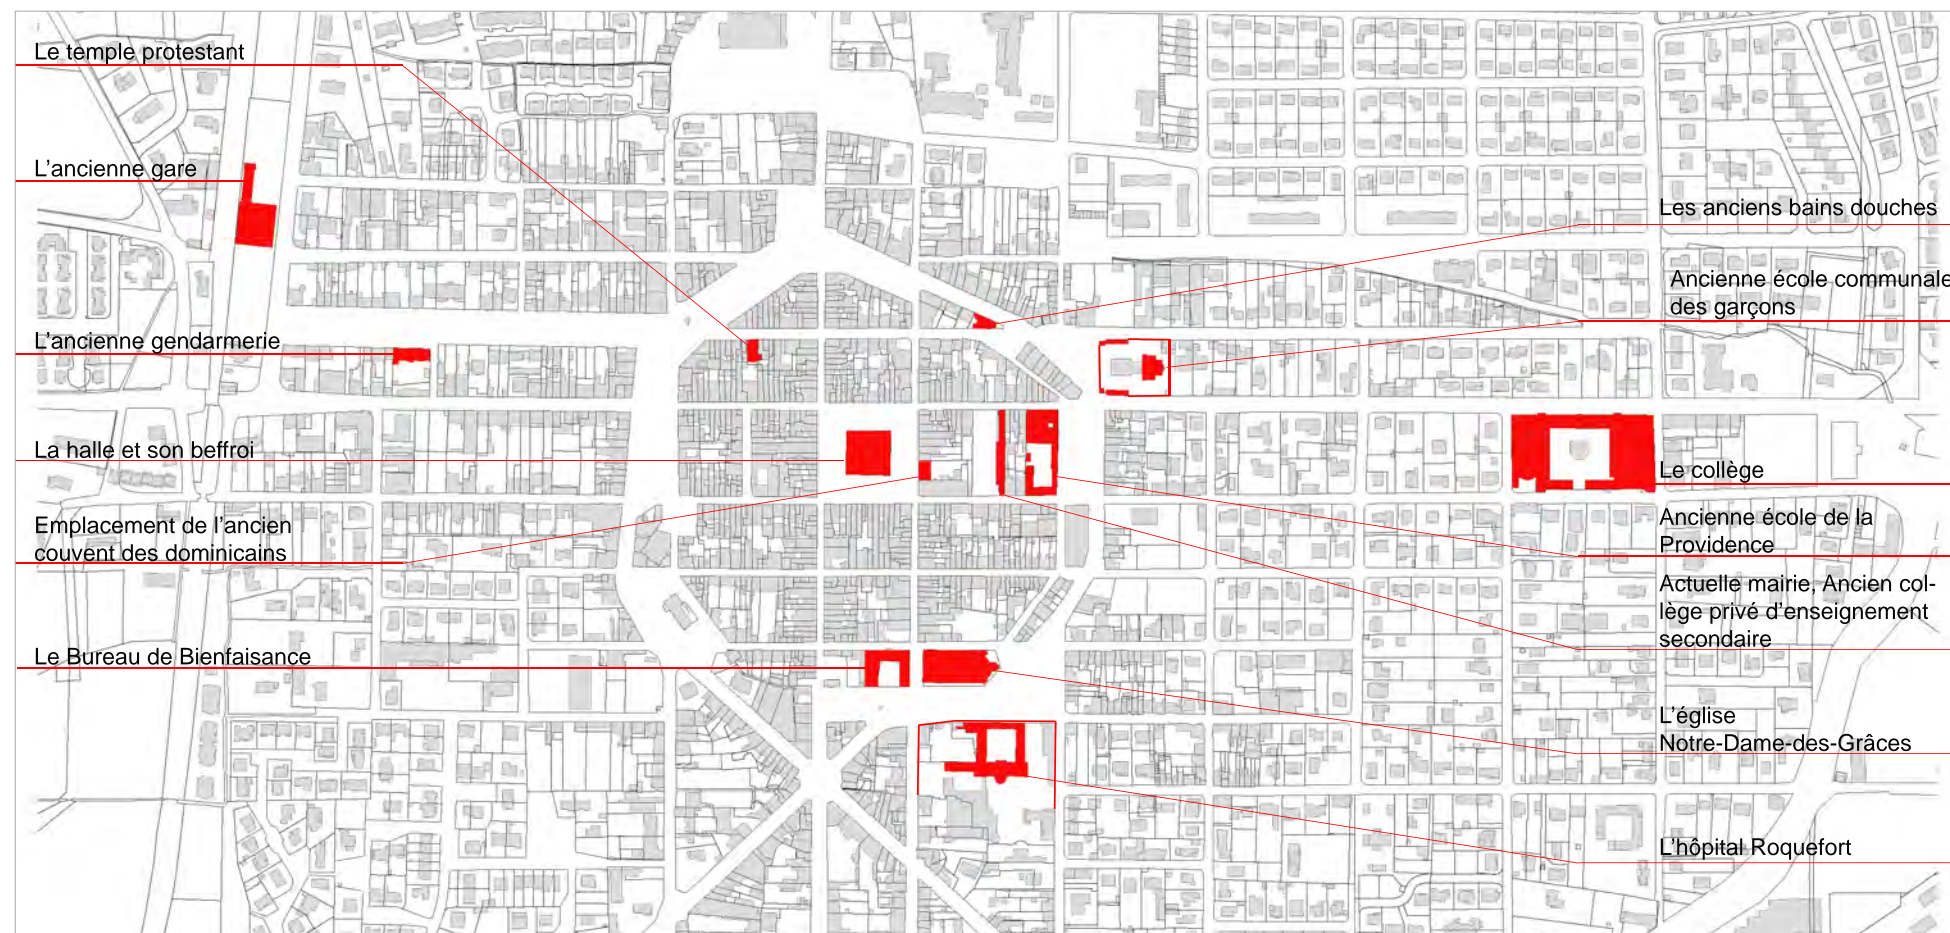 Le temple protestant
L'ancienne gare
L'ancienne gendarmerie
La halle et son beffroi
Emplacement de l'ancien
couvent des dominicains
Le Bureau de Bienfaisance
Les anciens bains douches
Ancienne école communale
des garçons
Le collège
Ancienne école de la
Providence
Actuelle mairie, Ancien col-
lège privé d'enseignement
secondaire
L'église
Notre-Dame-des-Grâces
L'hôpital Roquefort